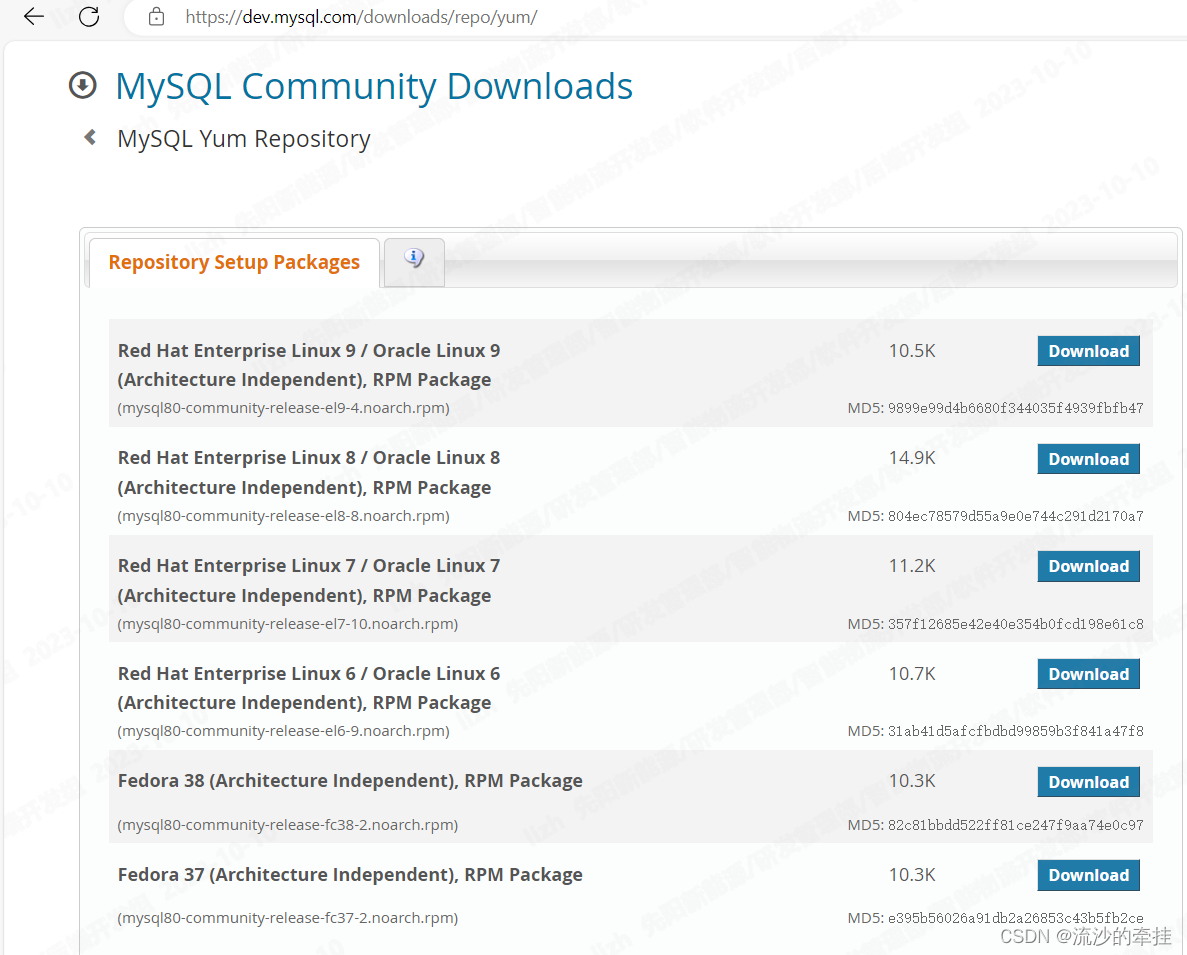 https://dev.mysql.com/downloads/repo/yum/
MySQL Community Downloads
MySQL Yum Repository
Repository Setup Packages
Red Hat Enterprise Linux 9 / Oracle Linux 9
(Architecture Independent), RPM Package
10.5K
Download
(mysql80-community-release-el9-4.noarch.rpm)
MD5: 9899e99d4b6680f344035f4939fbfb47
Red Hat Enterprise Linux 8 / Oracle Linux 8
(Architecture Independent), RPM Package
14.9K
Download
(mysql80-community-release-el8-8.noarch.rpm)
MD5: 804ec78579d55a9e0e744c291d2170a7
Red Hat Enterprise Linux 7 / Oracle Linux 7
(Architecture Independent), RPM Package
11.2K
Download
(mysql80-community-release-el7-10.noarch.rpm)
MD5: 357f12685e42e40e354b0fcd198e61c8
Red Hat Enterprise Linux 6 / Oracle Linux 6
(Architecture Independent), RPM Package
10.7K
Download
(mysql80-community-release-el6-9.noarch.rpm)
MD5: 31ab41d5afcfbdbd99859b3f841a47f8
Fedora 38 (Architecture Independent), RPM Package
10.3K
Download
(mysql80-community-release-fc38-2.noarch.rpm)
MD5: 82c81bbdd522ff81ce247f9aa74e0c97
Fedora 37 (Architecture Independent), RPM Package
10.3K
Download
(mysql80-community-release-fc37-2.noarch.rpm)
MD5: e395b56026a91db2a26853c43b5fb2ce
CSDN @流沙的牵挂